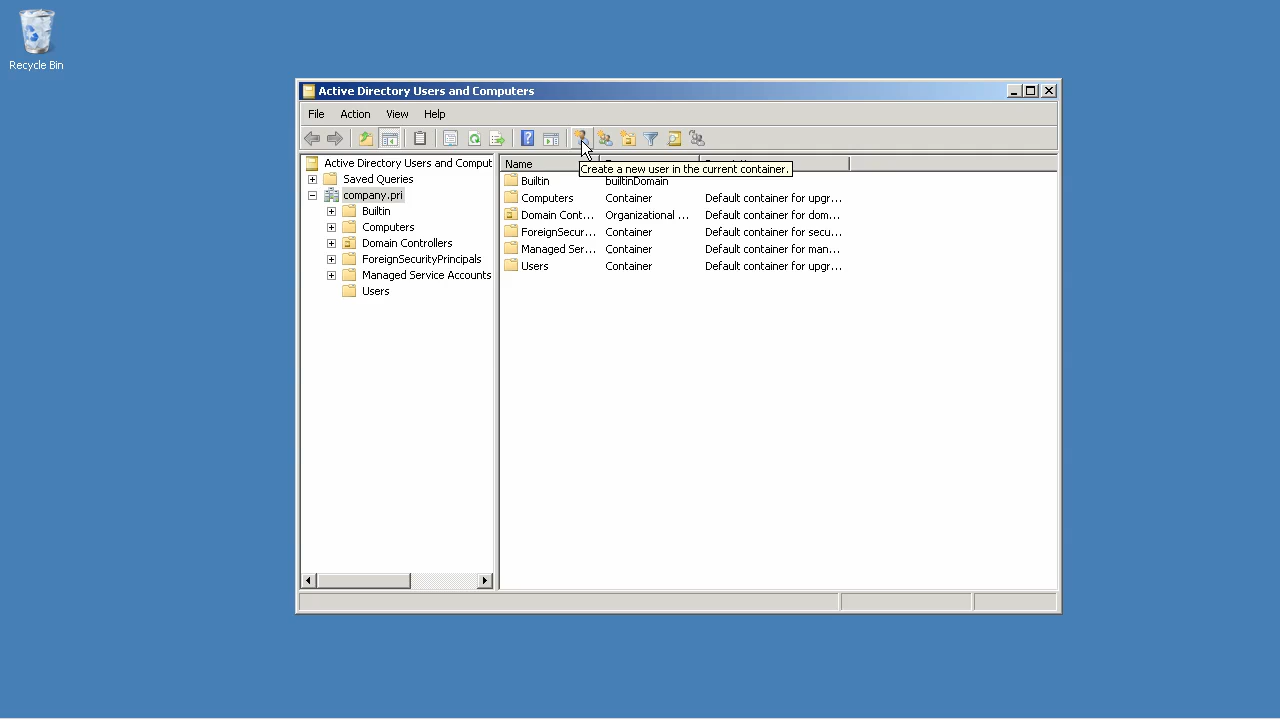 Recycle Bin
Active Directory Users and Computers
File Action View Help
Active Directory Users and Comput
Saved Queries
company.pri
Builtin
Computers
Domain Controllers
ForeignSecurityPrincipals
Managed Service Accounts
Users
Name
Create a new user in the current container.
Builtin builtinDomain
Computers Container Default container for upgr...
Domain Cont... Organizational ... Default container for dom...
ForeignSecur... Container Default container for secu...
Managed Ser... Container Default container for man...
Users Container Default container for upgr...